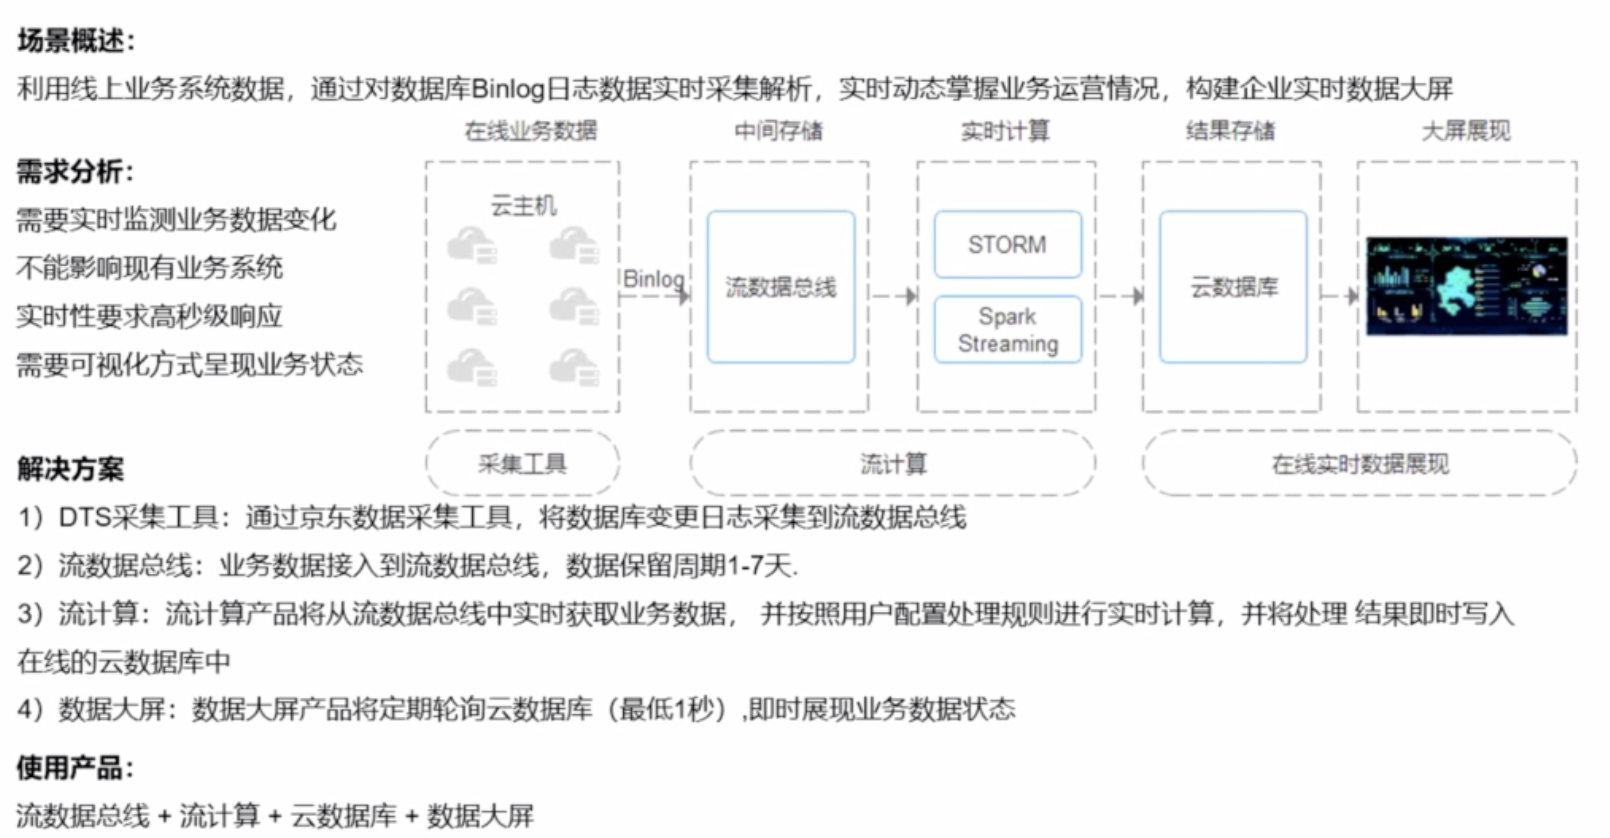 场景概述：
利用线上业务系统数据，通过对数据库Binlog日志数据实时采集解析，实时动态掌握业务运营情况，构建企业实时数据大屏
在线业务数据
中间存储
实时计算
结果存储
大屏展现
需求分析：
需要实时监测业务数据变化
不能影响现有业务系统
实时性要求高秒级响应
需要可视化方式呈现业务状态
云主机
Binlog
流数据总线
STORM
Spark
Streaming
云数据库
采集工具
流计算
在线实时数据展现
解决方案
1）DTS采集工具：通过京东数据采集工具，将数据库变更日志采集到流数据总线
2）流数据总线：业务数据接入到流数据总线，数据保留周期1-7天.
3）流计算：流计算产品将从流数据总线中实时获取业务数据， 并按照用户配置处理规则进行实时计算，并将处理 结果即时写入
在线的云数据库中
4）数据大屏：数据大屏产品将定期轮询云数据库（最低1秒）,即时展现业务数据状态
使用产品：
流数据总线 + 流计算 + 云数据库 + 数据大屏